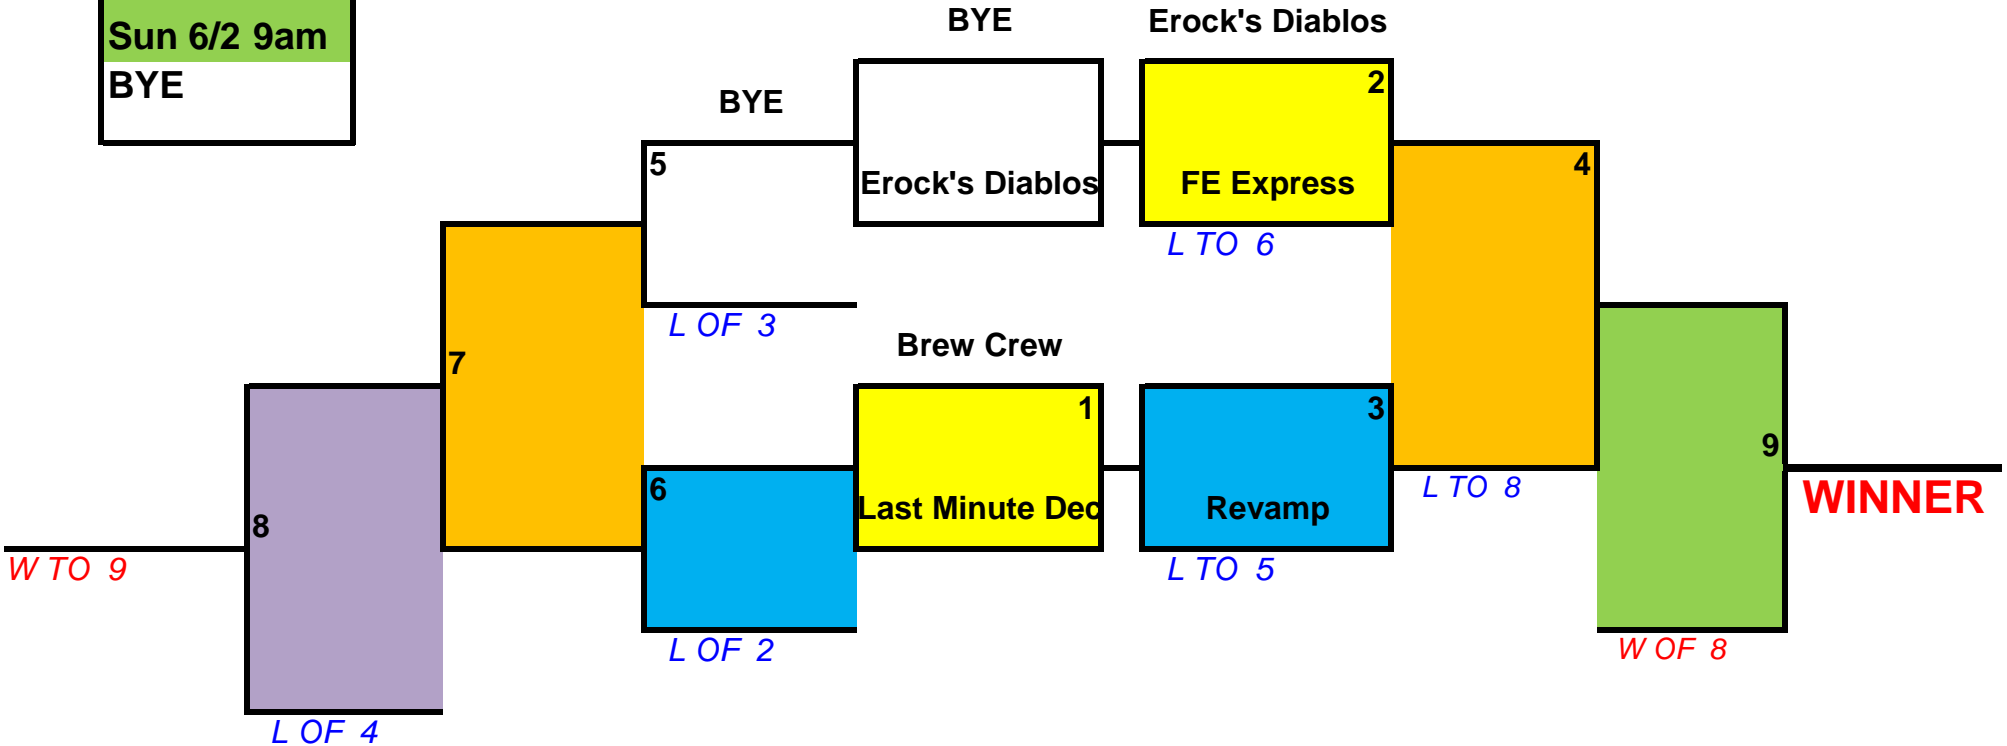 Sun 6/2 9am
BYE
BYE
Erock's Diablos
BYE
2
5
4
Erock's Diablos
FE Express
L TO 6
L OF 3
Brew Crew
7
1
3
9
6
L TO 8
WINNER
Last Minute Dec
Revamp
8
W TO 9
L TO 5
L OF 2
W OF 8
L OF 4